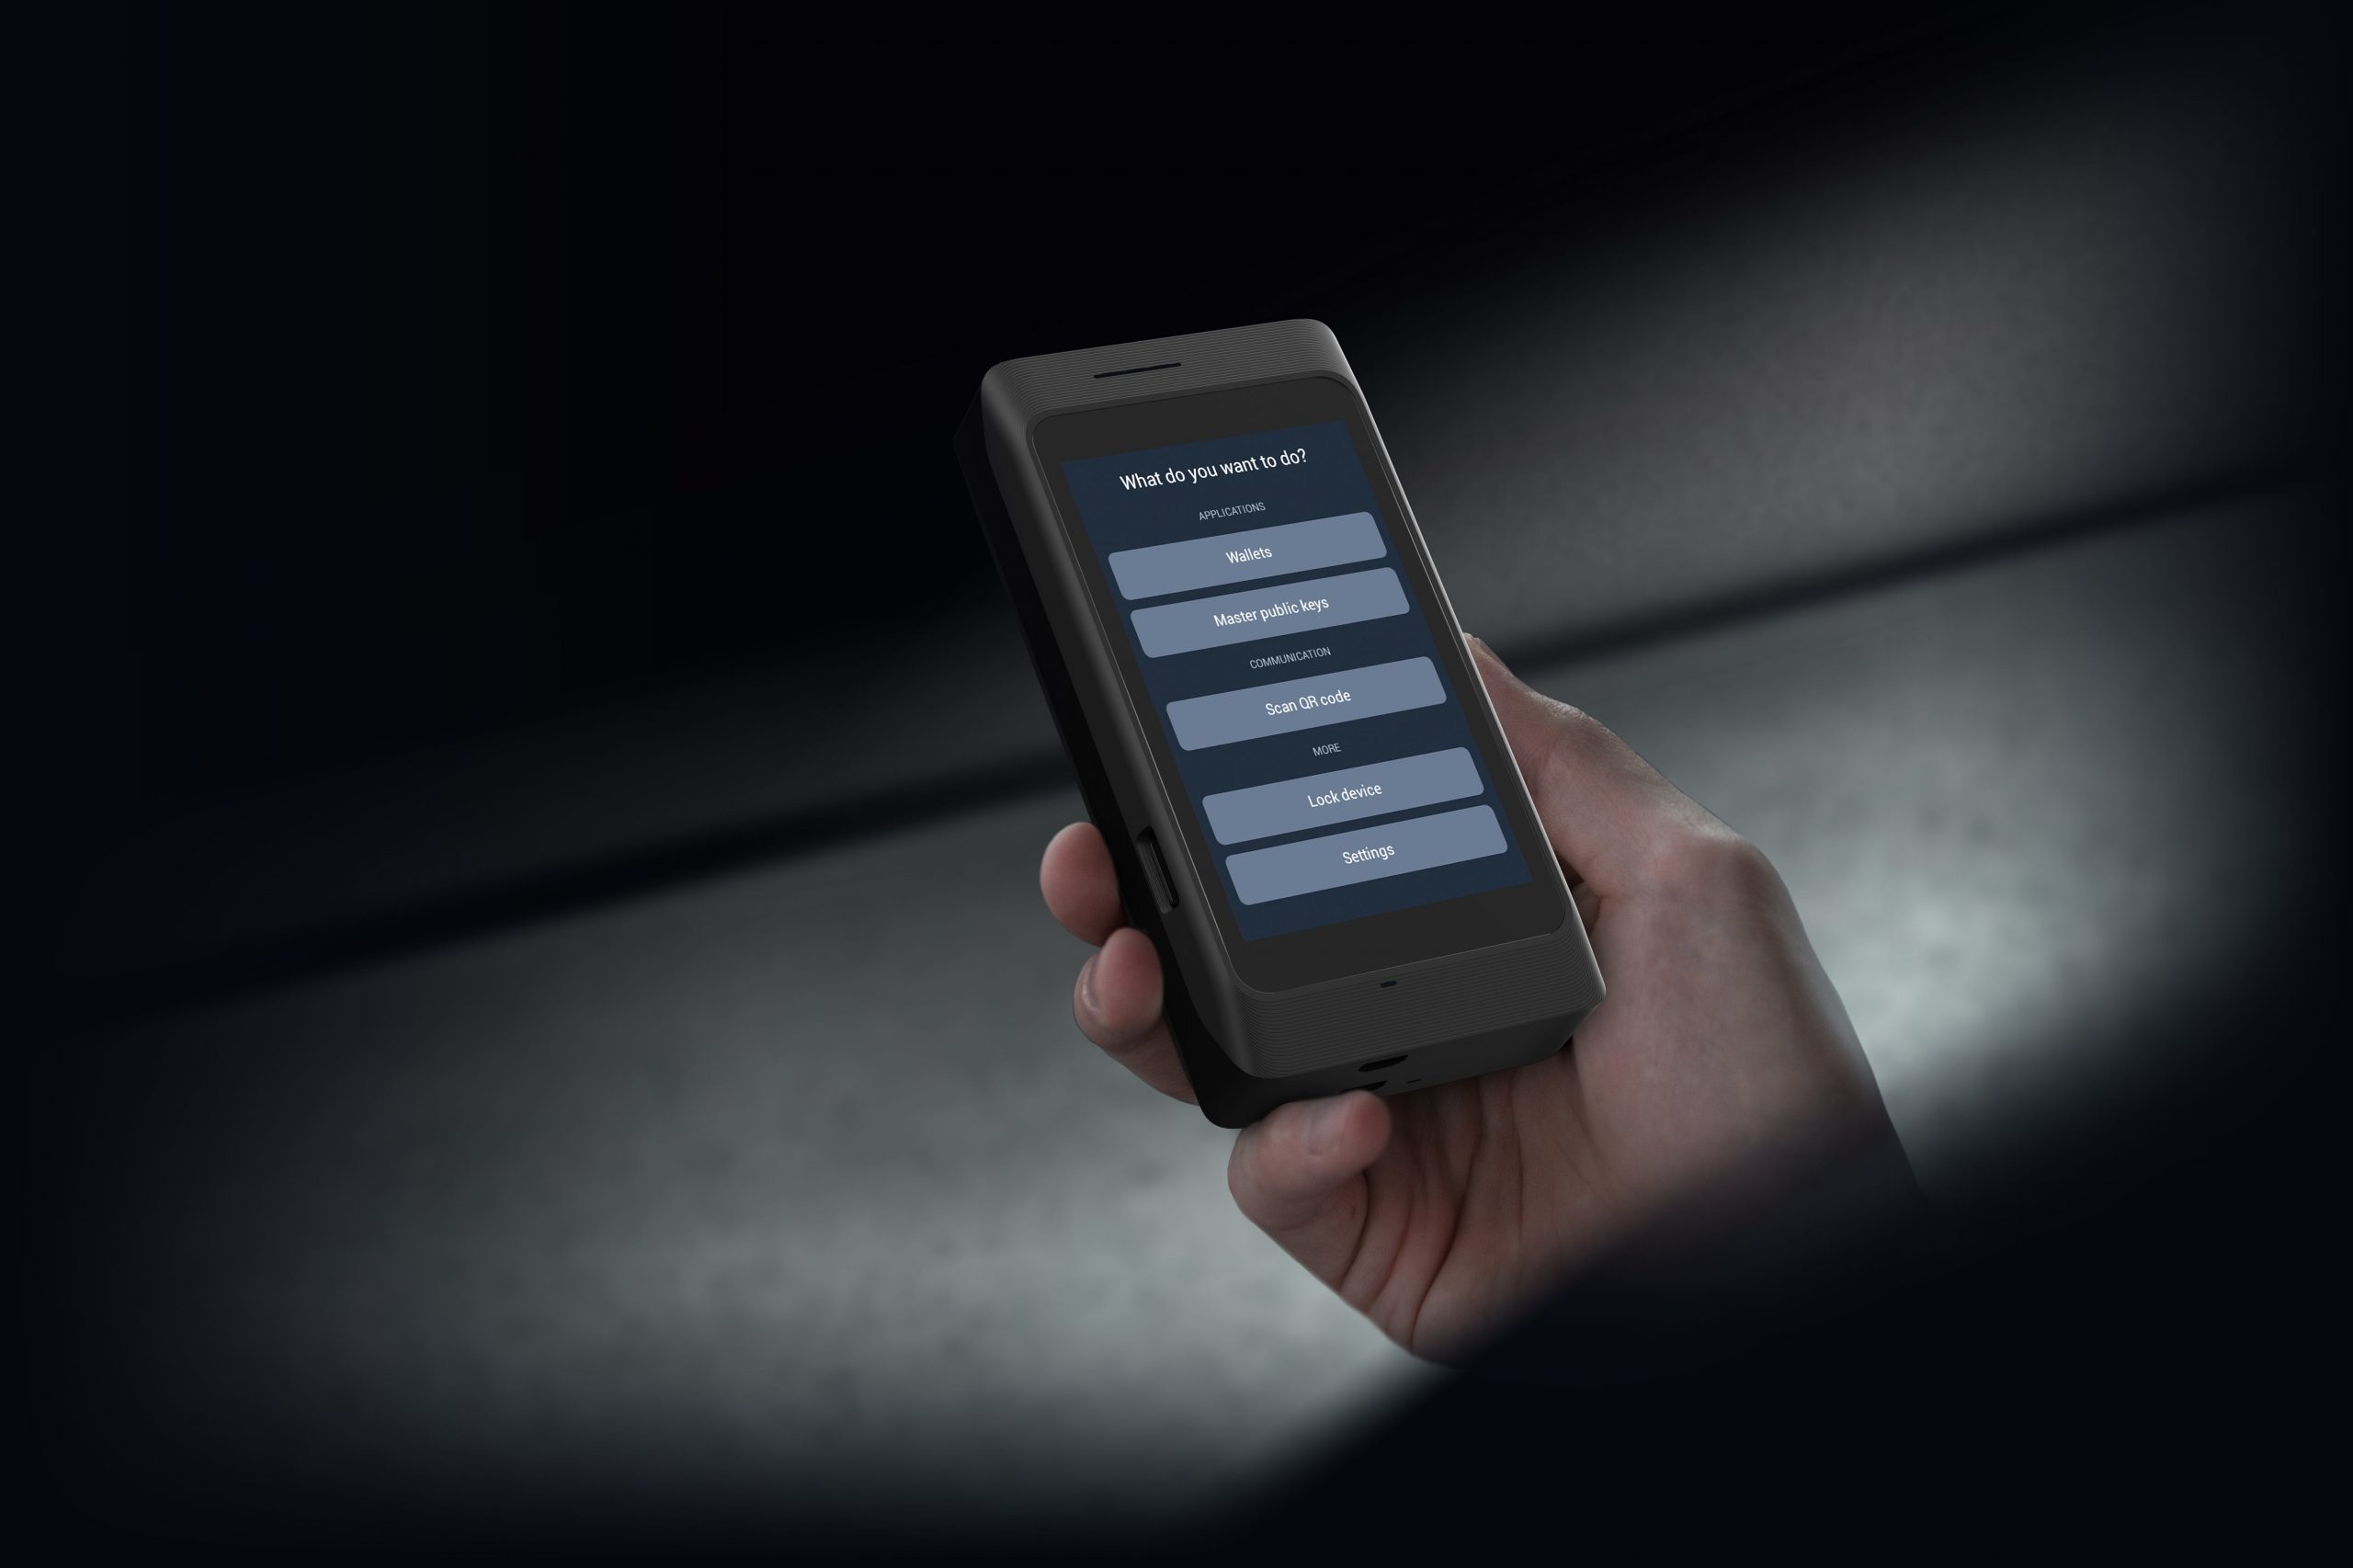 What do you want to do?
APPLICATIONS
Wallets
Master public keys
COMMUNICATION
Scan QR code
MORE
Lock device
Settings